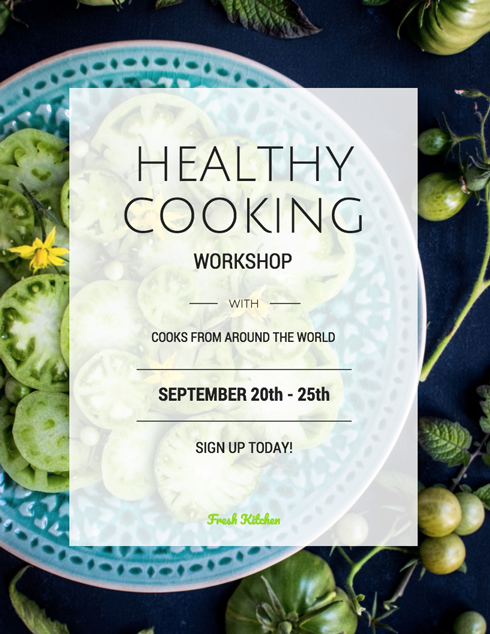 HEALTHY
COOKING
WORKSHOP
WITH
COOKS FROM AROUND THE WORLD
SEPTEMBER 20th - 25th
SIGN UP TODAY!
Fresh Kitchen